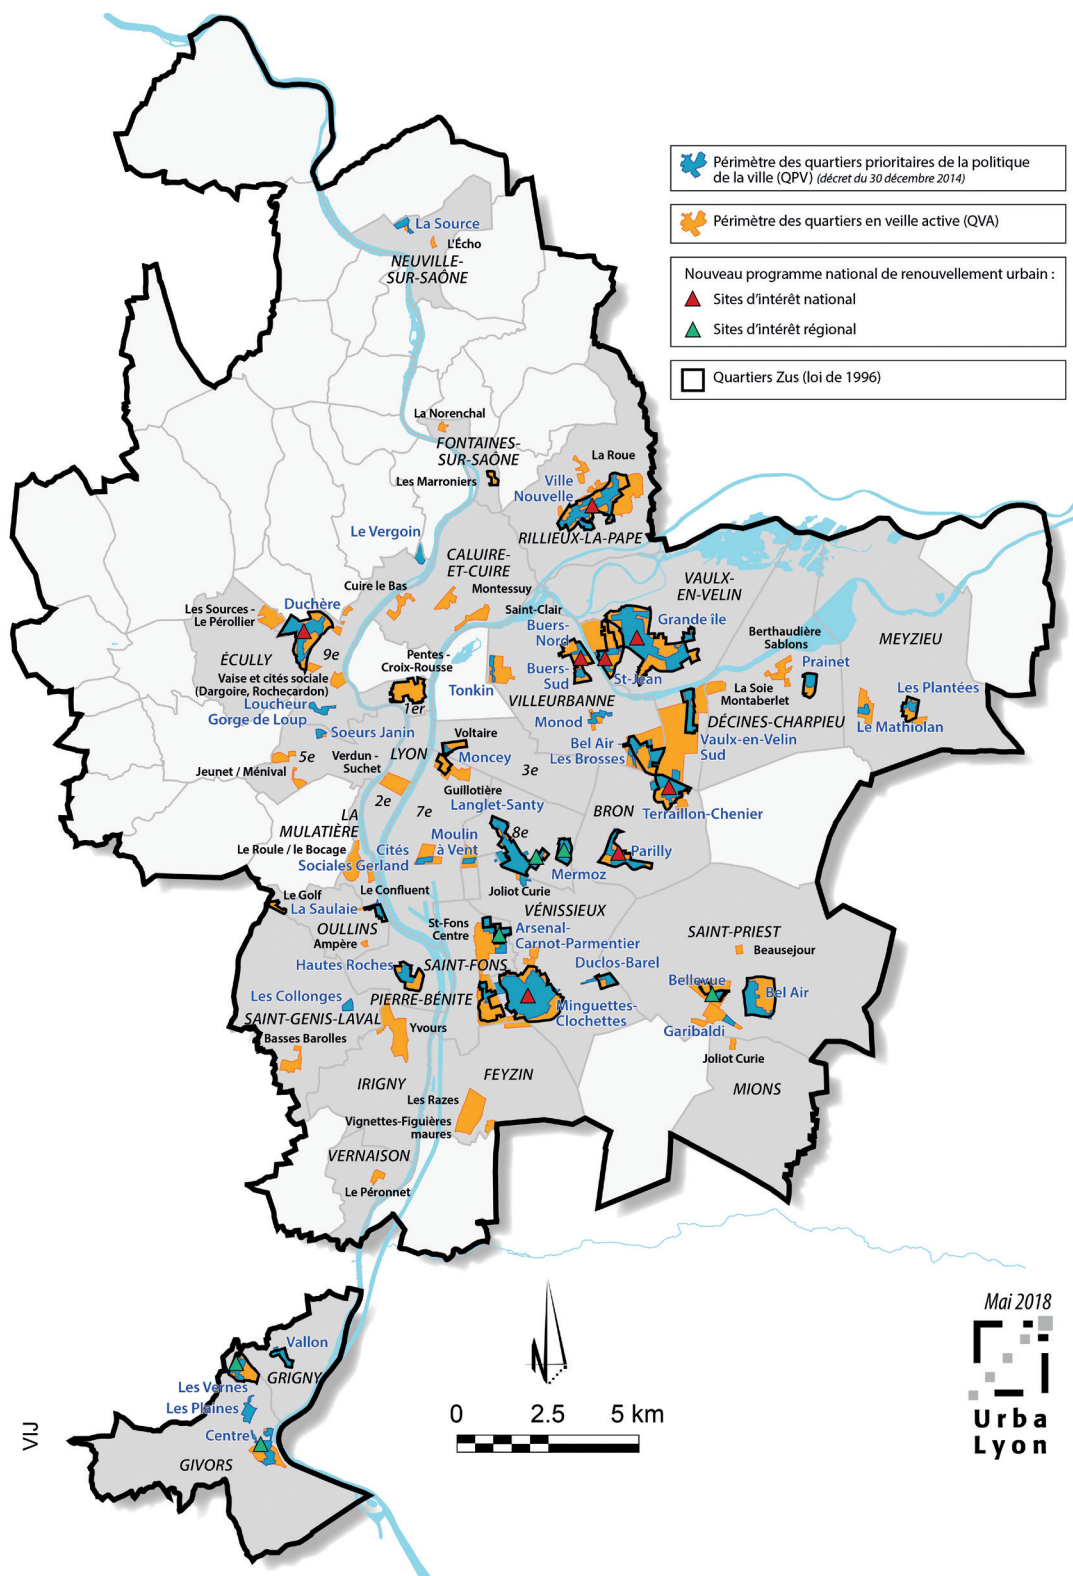 Périmètre des quartiers prioritaires de la politique
de la ville (QPV) (décret du 30 décembre 2014)
Périmètre des quartiers en veille active (QVA)
Nouveau programme national de renouvellement urbain :
Sites d'intérêt national
Sites d'intérêt régional
Quartiers Zus (loi de 1996)
La Source
L'Écho
NEUVILLE-
SUR-SAÔNE
La Norenchal
FONTAINES-
SUR-SAÔNE
Les Marroniers
La Roue
Ville
Nouvelle
RILLIEUX-LA-PAPE
Le Vergoin
CALUIRE-
ET-CUIRE
Cuire le Bas
Montessuy
VAULX-
EN-VELIN
Les Sources -
Le Pérollier
Duchère
Saint-Clair
Buers-
Nord
Grande île
Berthaudière
Sablons
MEYZIEU
9e
ÉCULLY
Pentes -
Croix-Rousse
Prainet
Vaise et cités sociale
(Dargoire, Rochecardon)
Tonkin
Buers-
Sud
St-Jean
La Soie
Montaberlet
Les Plantées
Loucheur
Gorge de Loup
1er
VILLEURBANNE
Monod
DÉCINES-CHARPIEU
Le Mathiolan
Soeurs Janin
Voltaire
Bel Air -
Les Brosses
Vaulx-en-Velin
Sud
LYON
Verdun -
Suchet
Moncey
5e
Jeunet / Ménival
3e
Guillotière
2e
7e
Langlet-Santy
BRON
Terraillon-Chenier
LA
MULATIÈRE
8e
Moulin
à Vent
Le Roule / le Bocage
Cités
Sociales Gerland
Parilly
Mermoz
Le Confluent
Joliot Curie
Le Golf
La Saulaie
VÉNISSIEUX
OULLINS
Ampère
St-Fons
Centre
Arsenal-
Carnot-Parmentier
SAINT-PRIEST
Beausejour
Hautes Roches
SAINT-FONS
Duclos-Barel
Bellevue
Bel Air
Les Collonges
PIERRE-BÉNITE
Minguettes-
Clochettes
SAINT-GENIS-LAVAL
Yvours
Garibaldi
Basses Barolles
Joliot Curie
IRIGNY
FEYZIN
MIONS
Les Razes
Vignettes-Figuières
maures
VERNAISON
Le Péronnet
Mai 2018
Vallon
GRIGNY
Les Vernes
Les Plaines
Centre
GIVORS
N
0 2.5 5 km
Urba
Lyon
VIJ